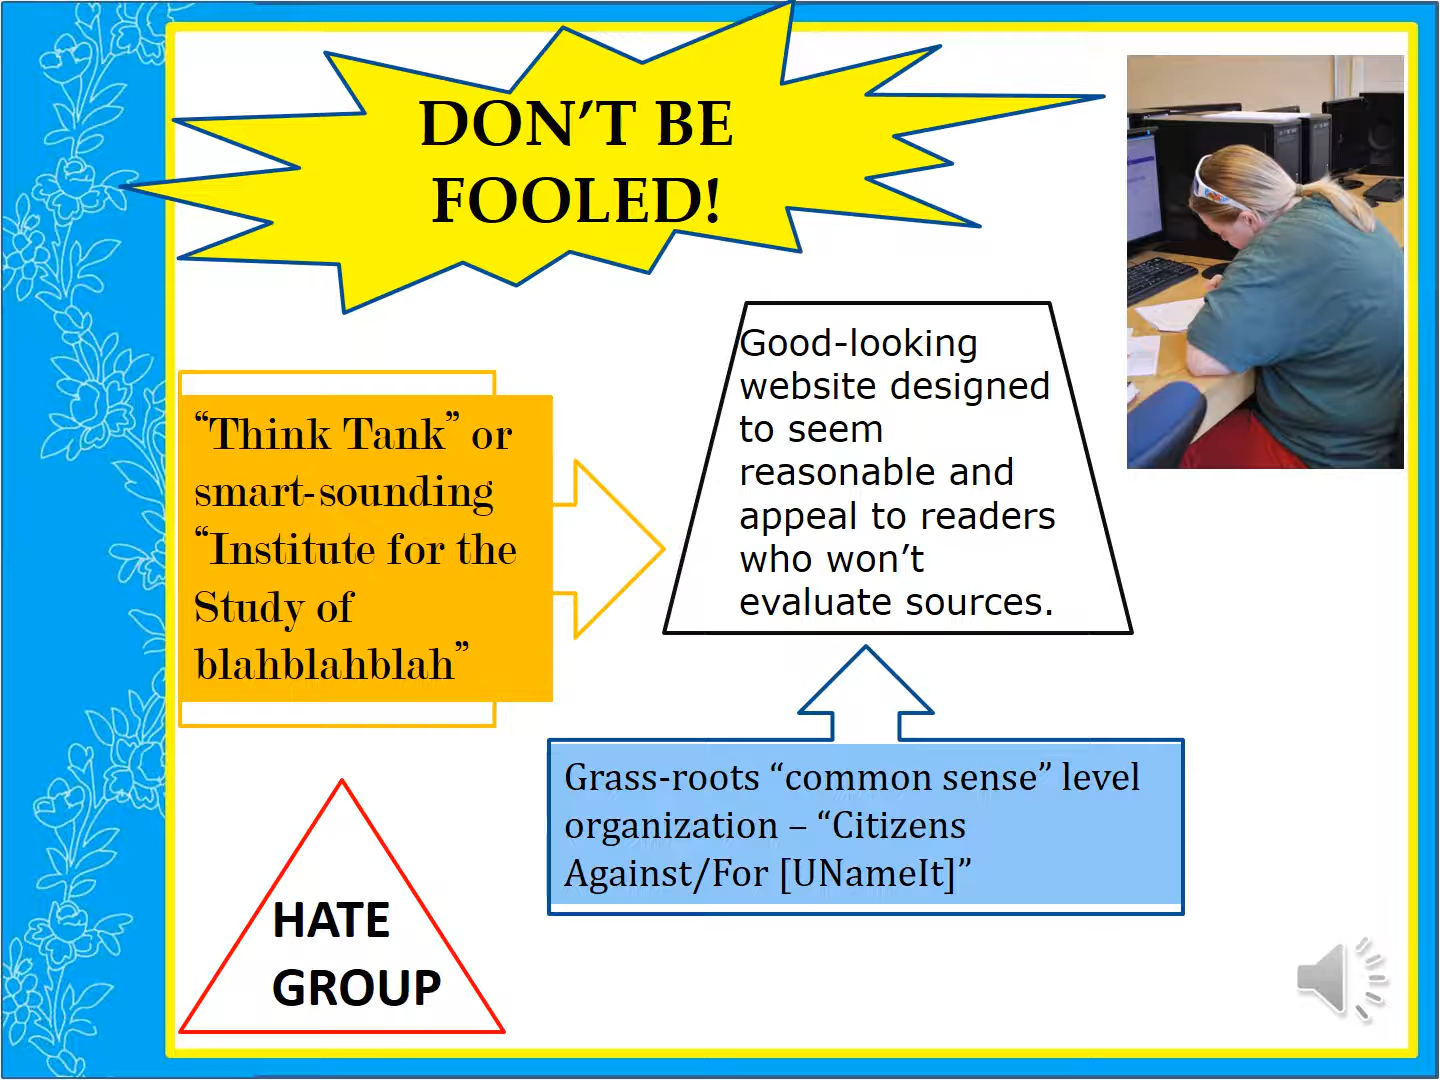 DON’T BE
FOOLED!
“Think Tank” or
smart-sounding
“Institute for the
Study of
blahblahblah”
Good-looking
website designed
to seem
reasonable and
appeal to readers
who won’t
evaluate sources.
Grass-roots “common sense” level
organization – “Citizens
Against/For [UNameIt]”
HATE
GROUP